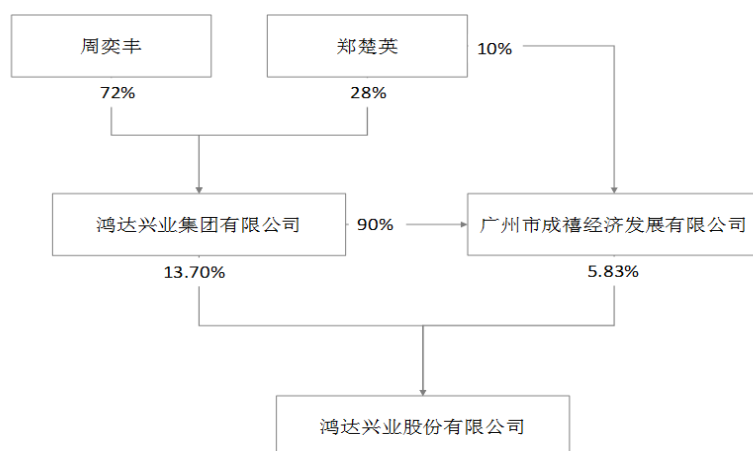 周奕丰
郑楚英
10%
72%
28%
鸿达兴业集团有限公司
90%
广州市成禧经济发展有限公司
13.70%
5.83%
鸿达兴业股份有限公司